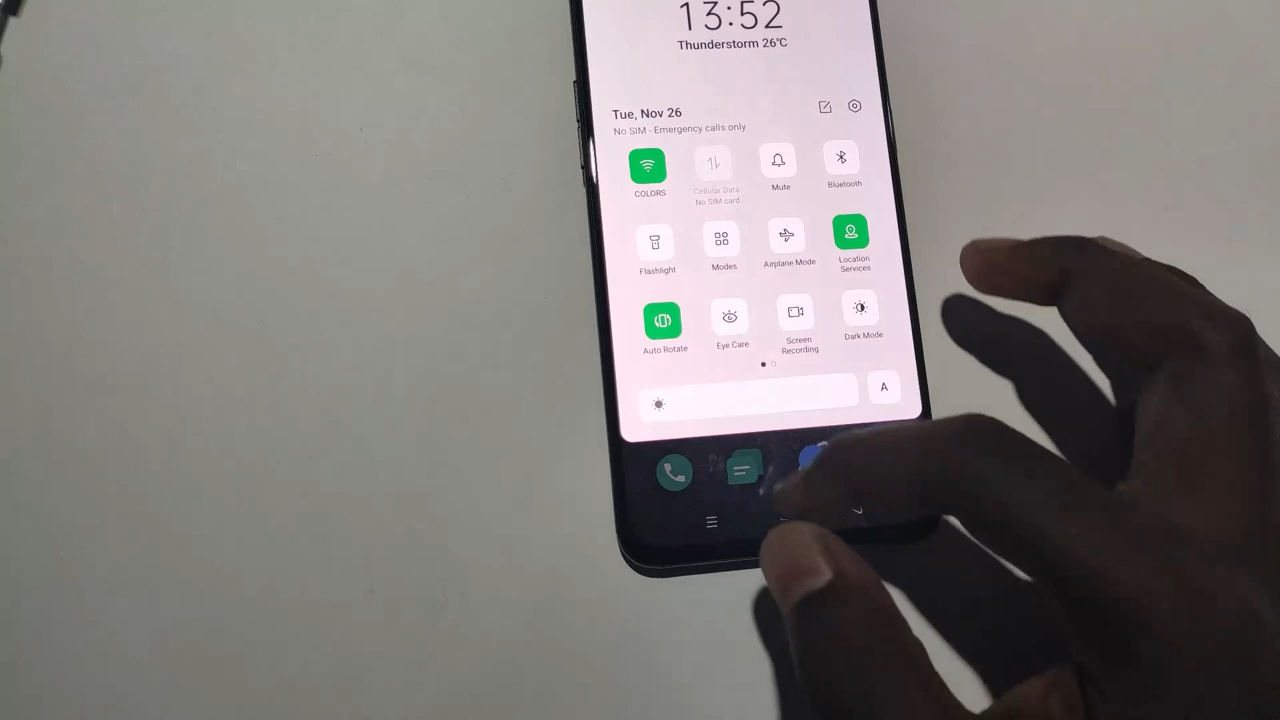 13:52
Thunderstorm 26°C
Tue, Nov 26
No SIM - Emergency calls only
COLORS
Cellular Data
No SIM card
Mute
Bluetooth
Flashlight
Modes
Airplane Mode
Location
Services
Auto Rotate
Eye Care
Screen
Recording
Dark Mode
A